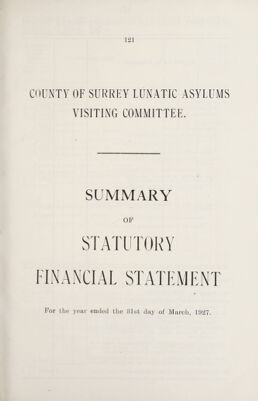 121
COUNTY OF SURREY LUNATIC ASYLUMS
VISITING COMMITTEE.
SUMMARY
OF
STATUTORY
FINANCIAL STATEMENT
For the year ended the 31st day of March, 1927.